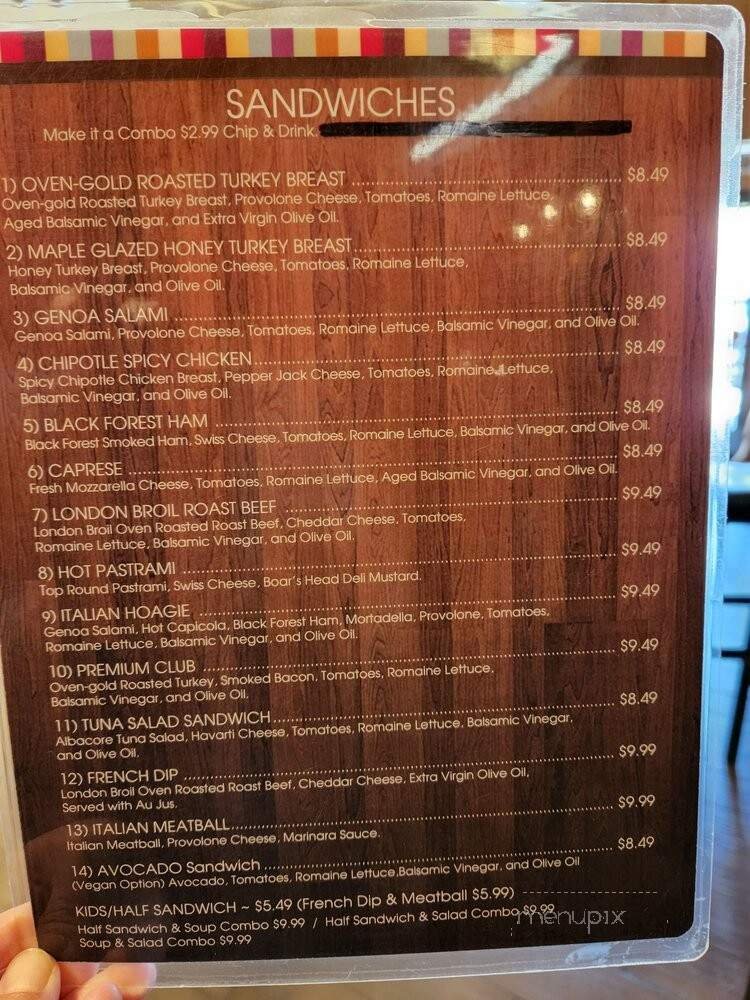 SANDWICHES
Make it a Combo $2.99 Chip & Drink.
1) OVEN-GOLD ROASTED TURKEY BREAST ........ $8.49
Oven-gold Roasted Turkey Breast, Provolone Cheese, Tomatoes, Romaine Lettuce,
Aged Balsamic Vinegar, and Extra Virgin Olive Oil.
2) MAPLE GLAZED HONEY TURKEY BREAST........ $8.49
Honey Turkey Breast, Provolone Cheese, Tomatoes, Romaine Lettuce,
Balsamic Vinegar, and Olive Oil.
3) GENOA SALAMI ........ $8.49
Genoa Salami, Provolone Cheese, Tomatoes, Romaine Lettuce, Balsamic Vinegar, and Olive Oil.
4) CHIPOTLE SPICY CHICKEN........ $8.49
Spicy Chipotle Chicken Breast, Pepper Jack Cheese, Tomatoes, Romaine Lettuce,
Balsamic Vinegar, and Olive Oil.
5) BLACK FOREST HAM ........ $8.49
Black Forest Smoked Ham, Swiss Cheese, Tomatoes, Romaine Lettuce, Balsamic Vinegar, and Olive Oil.
6) CAPRESE ........ $8.49
Fresh Mozzarella Cheese, Tomatoes, Romaine Lettuce, Aged Balsamic Vinegar, and Olive Oil.
7) LONDON BROIL ROAST BEEF ........ $9.49
London Broil Oven Roasted Roast Beef, Cheddar Cheese, Tomatoes,
Romaine Lettuce, Balsamic Vinegar, and Olive Oil.
8) HOT PASTRAMI ........ $9.49
Top Round Pastrami, Swiss Cheese, Boar's Head Deli Mustard.
9) ITALIAN HOAGIE ........ $9.49
Genoa Salami, Hot Capicola, Black Forest Ham, Mortadella, Provolone, Tomatoes,
Romaine Lettuce, Balsamic Vinegar, and Olive Oil.
10) PREMIUM CLUB ........ $9.49
Oven-gold Roasted Turkey, Smoked Bacon, Tomatoes, Romaine Lettuce,
Balsamic Vinegar, and Olive Oil.
11) TUNA SALAD SANDWICH........ $8.49
Albacore Tuna Salad, Havarti Cheese, Tomatoes, Romaine Lettuce, Balsamic Vinegar,
and Olive Oil.
12) FRENCH DIP ........ $9.99
London Broil Oven Roasted Roast Beef, Cheddar Cheese, Extra Virgin Olive Oil,
Served with Au Jus.
13) ITALIAN MEATBALL........ $9.99
Italian Meatball, Provolone Cheese, Marinara Sauce.
14) AVOCADO Sandwich........ $8.49
(Vegan Option) Avocado, Tomatoes, Romaine Lettuce,Balsamic Vinegar, and Olive Oil
KIDS/HALF SANDWICH ~ $5.49 (French Dip & Meatball $5.99)
Half Sandwich & Soup Combo $9.99 / Half Sandwich & Salad Combo $9.99
Soup & Salad Combo $9.99
menupix